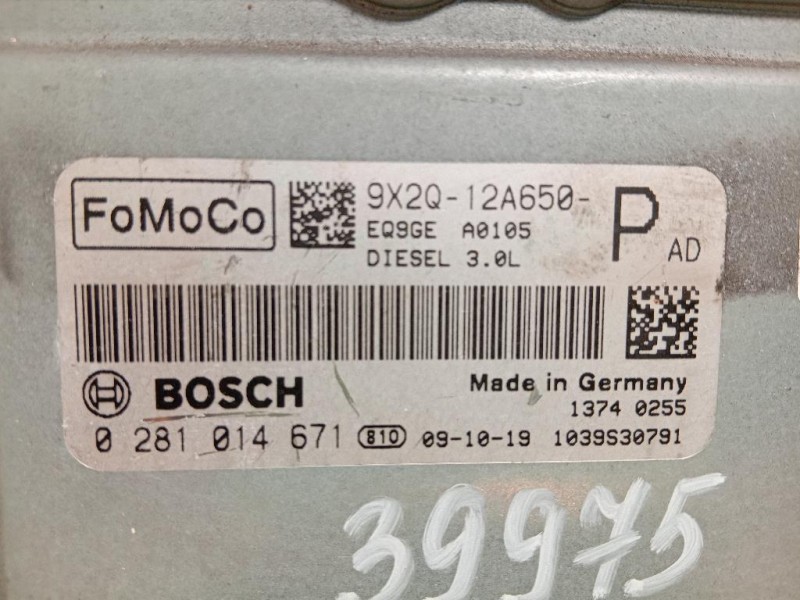 FoMoCo 9X2Q-12A650- P AD
EQ9GE A0105
DIESEL 3.0L
BOSCH Made in Germany
1374 0255
0 281 014 671 810 09-10-19 1039S30791
39975